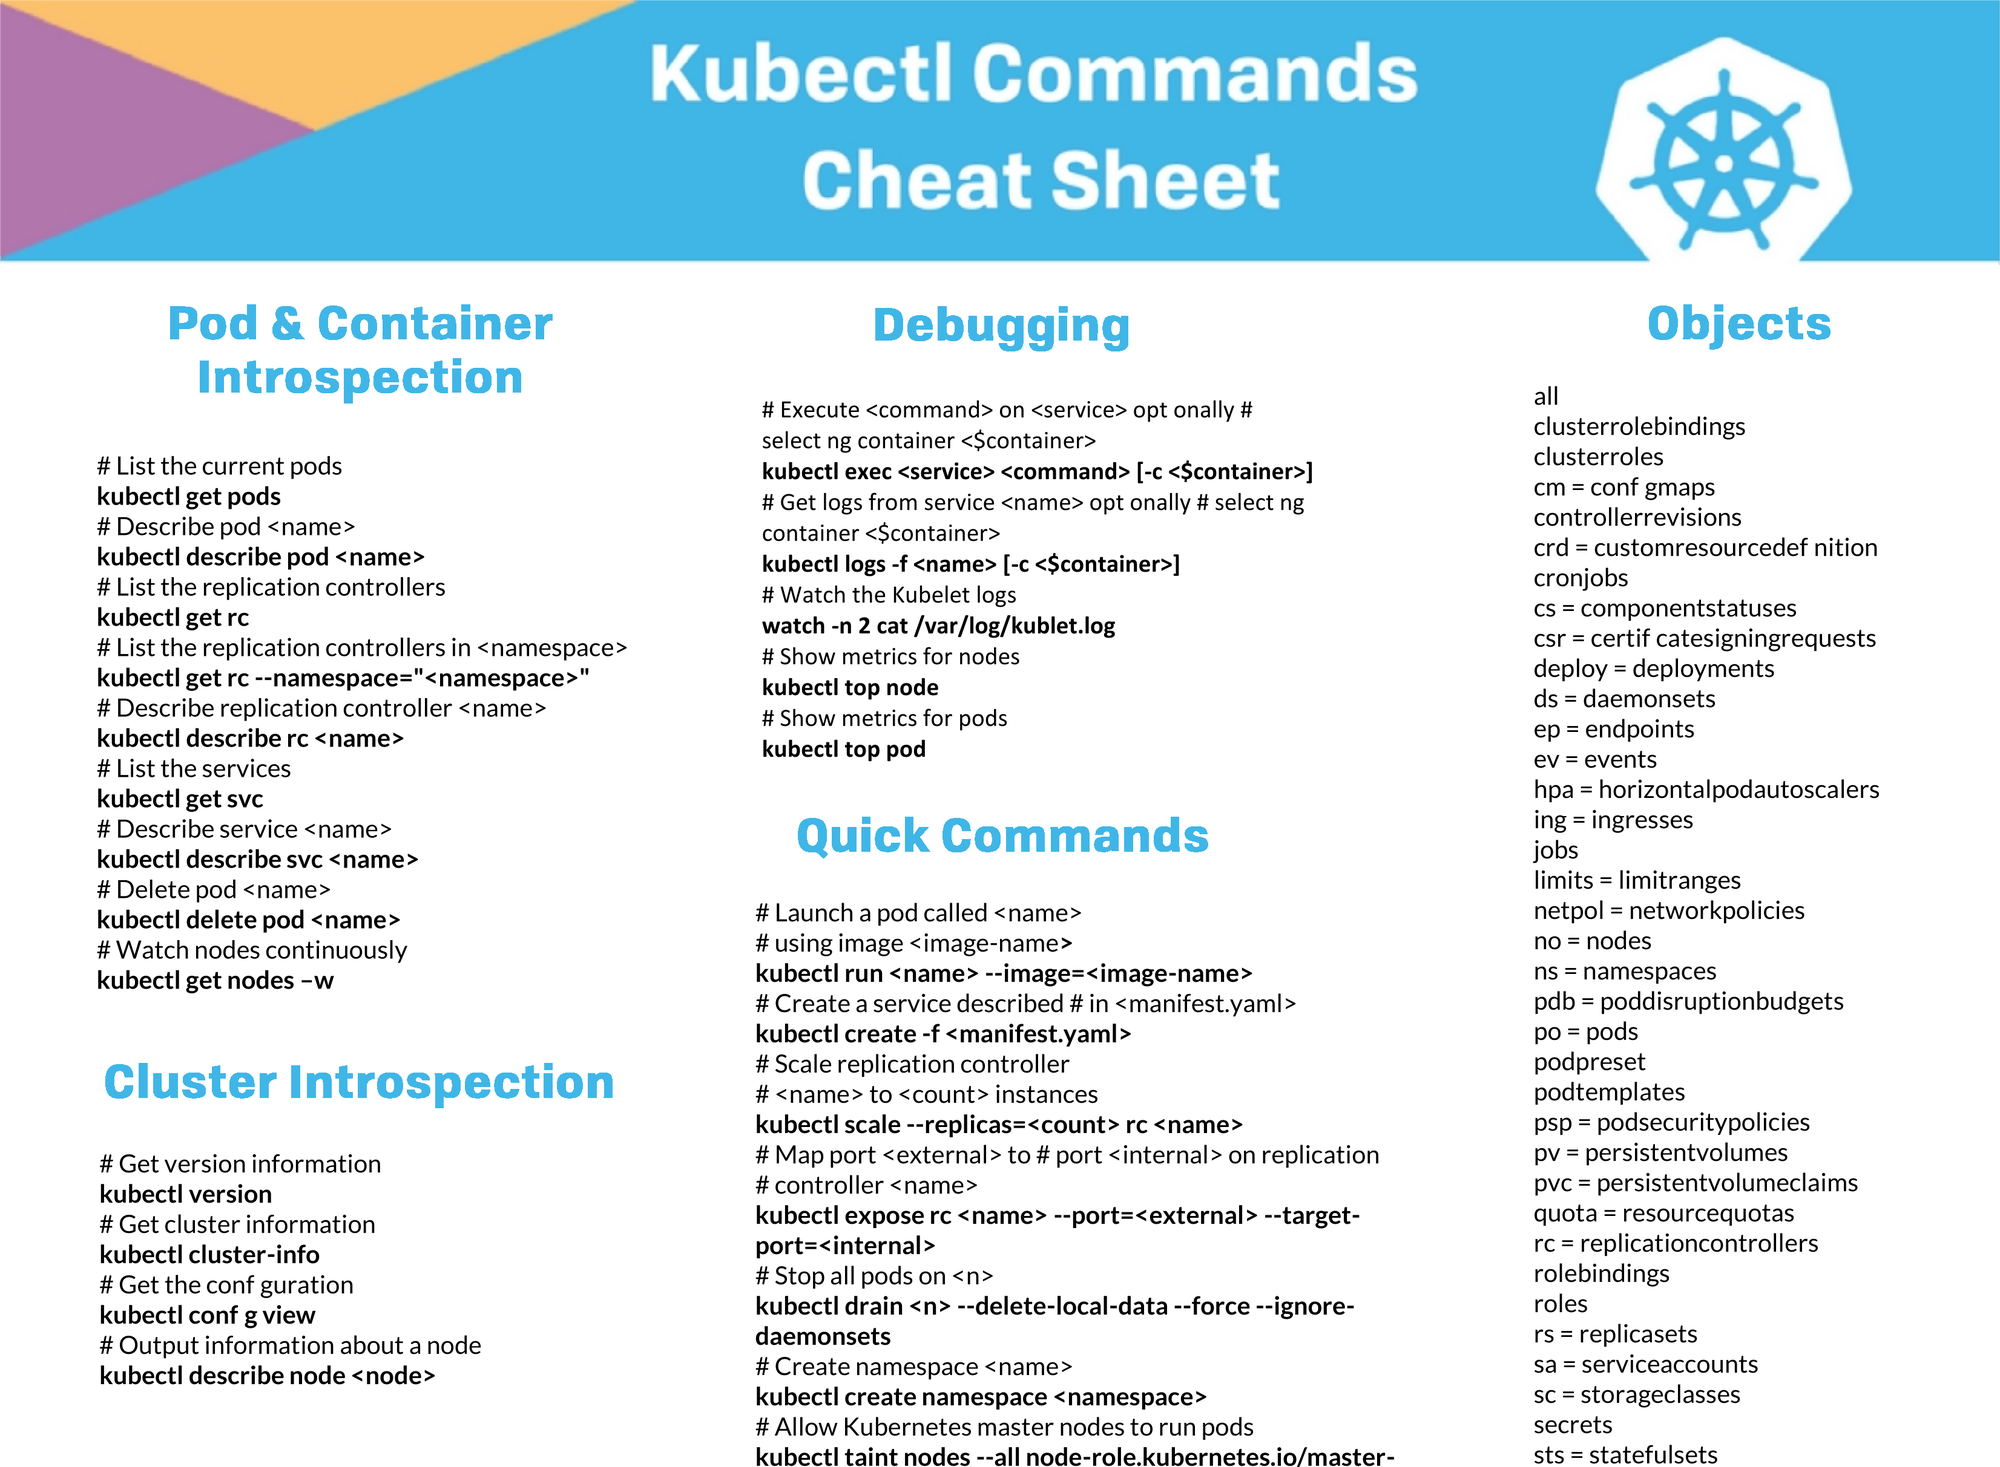 Kubectl Commands
Cheat Sheet
Pod & Container
Introspection
# List the current pods
kubectl get pods
# Describe pod <name>
kubectl describe pod <name>
# List the replication controllers
kubectl get rc
# List the replication controllers in <namespace>
kubectl get rc --namespace="<namespace>"
# Describe replication controller <name>
kubectl describe rc <name>
# List the services
kubectl get svc
# Describe service <name>
kubectl describe svc <name>
# Delete pod <name>
kubectl delete pod <name>
# Watch nodes continuously
kubectl get nodes –w
Cluster Introspection
# Get version information
kubectl version
# Get cluster information
kubectl cluster-info
# Get the conf guration
kubectl conf g view
# Output information about a node
kubectl describe node <node>
Debugging
# Execute <command> on <service> opt onally #
select ng container <$container>
kubectl exec <service> <command> [-c <$container>]
# Get logs from service <name> opt onally # select ng
container <$container>
kubectl logs -f <name> [-c <$container>]
# Watch the Kubelet logs
watch -n 2 cat /var/log/kublet.log
# Show metrics for nodes
kubectl top node
# Show metrics for pods
kubectl top pod
Quick Commands
# Launch a pod called <name>
# using image <image-name>
kubectl run <name> --image=<image-name>
# Create a service described # in <manifest.yaml>
kubectl create -f <manifest.yaml>
# Scale replication controller
# <name> to <count> instances
kubectl scale --replicas=<count> rc <name>
# Map port <external> to # port <internal> on replication
# controller <name>
kubectl expose rc <name> --port=<external> --target-
port=<internal>
# Stop all pods on <n>
kubectl drain <n> --delete-local-data --force --ignore-
daemonsets
# Create namespace <name>
kubectl create namespace <namespace>
# Allow Kubernetes master nodes to run pods
kubectl taint nodes --all node-role.kubernetes.io/master-
Objects
all
clusterrolebindings
clusterroles
cm = conf gmaps
controllerrevisions
crd = customresourcedef nition
cronjobs
cs = componentstatuses
csr = certif catesigningrequests
deploy = deployments
ds = daemonsets
ep = endpoints
ev = events
hpa = horizontalpodautoscalers
ing = ingresses
jobs
limits = limitranges
netpol = networkpolicies
no = nodes
ns = namespaces
pdb = poddisruptionbudgets
po = pods
podpreset
podtemplates
psp = podsecuritypolicies
pv = persistentvolumes
pvc = persistentvolumeclaims
quota = resourcequotas
rc = replicationcontrollers
rolebindings
roles
rs = replicasets
sa = serviceaccounts
sc = storageclasses
secrets
sts = statefulsets